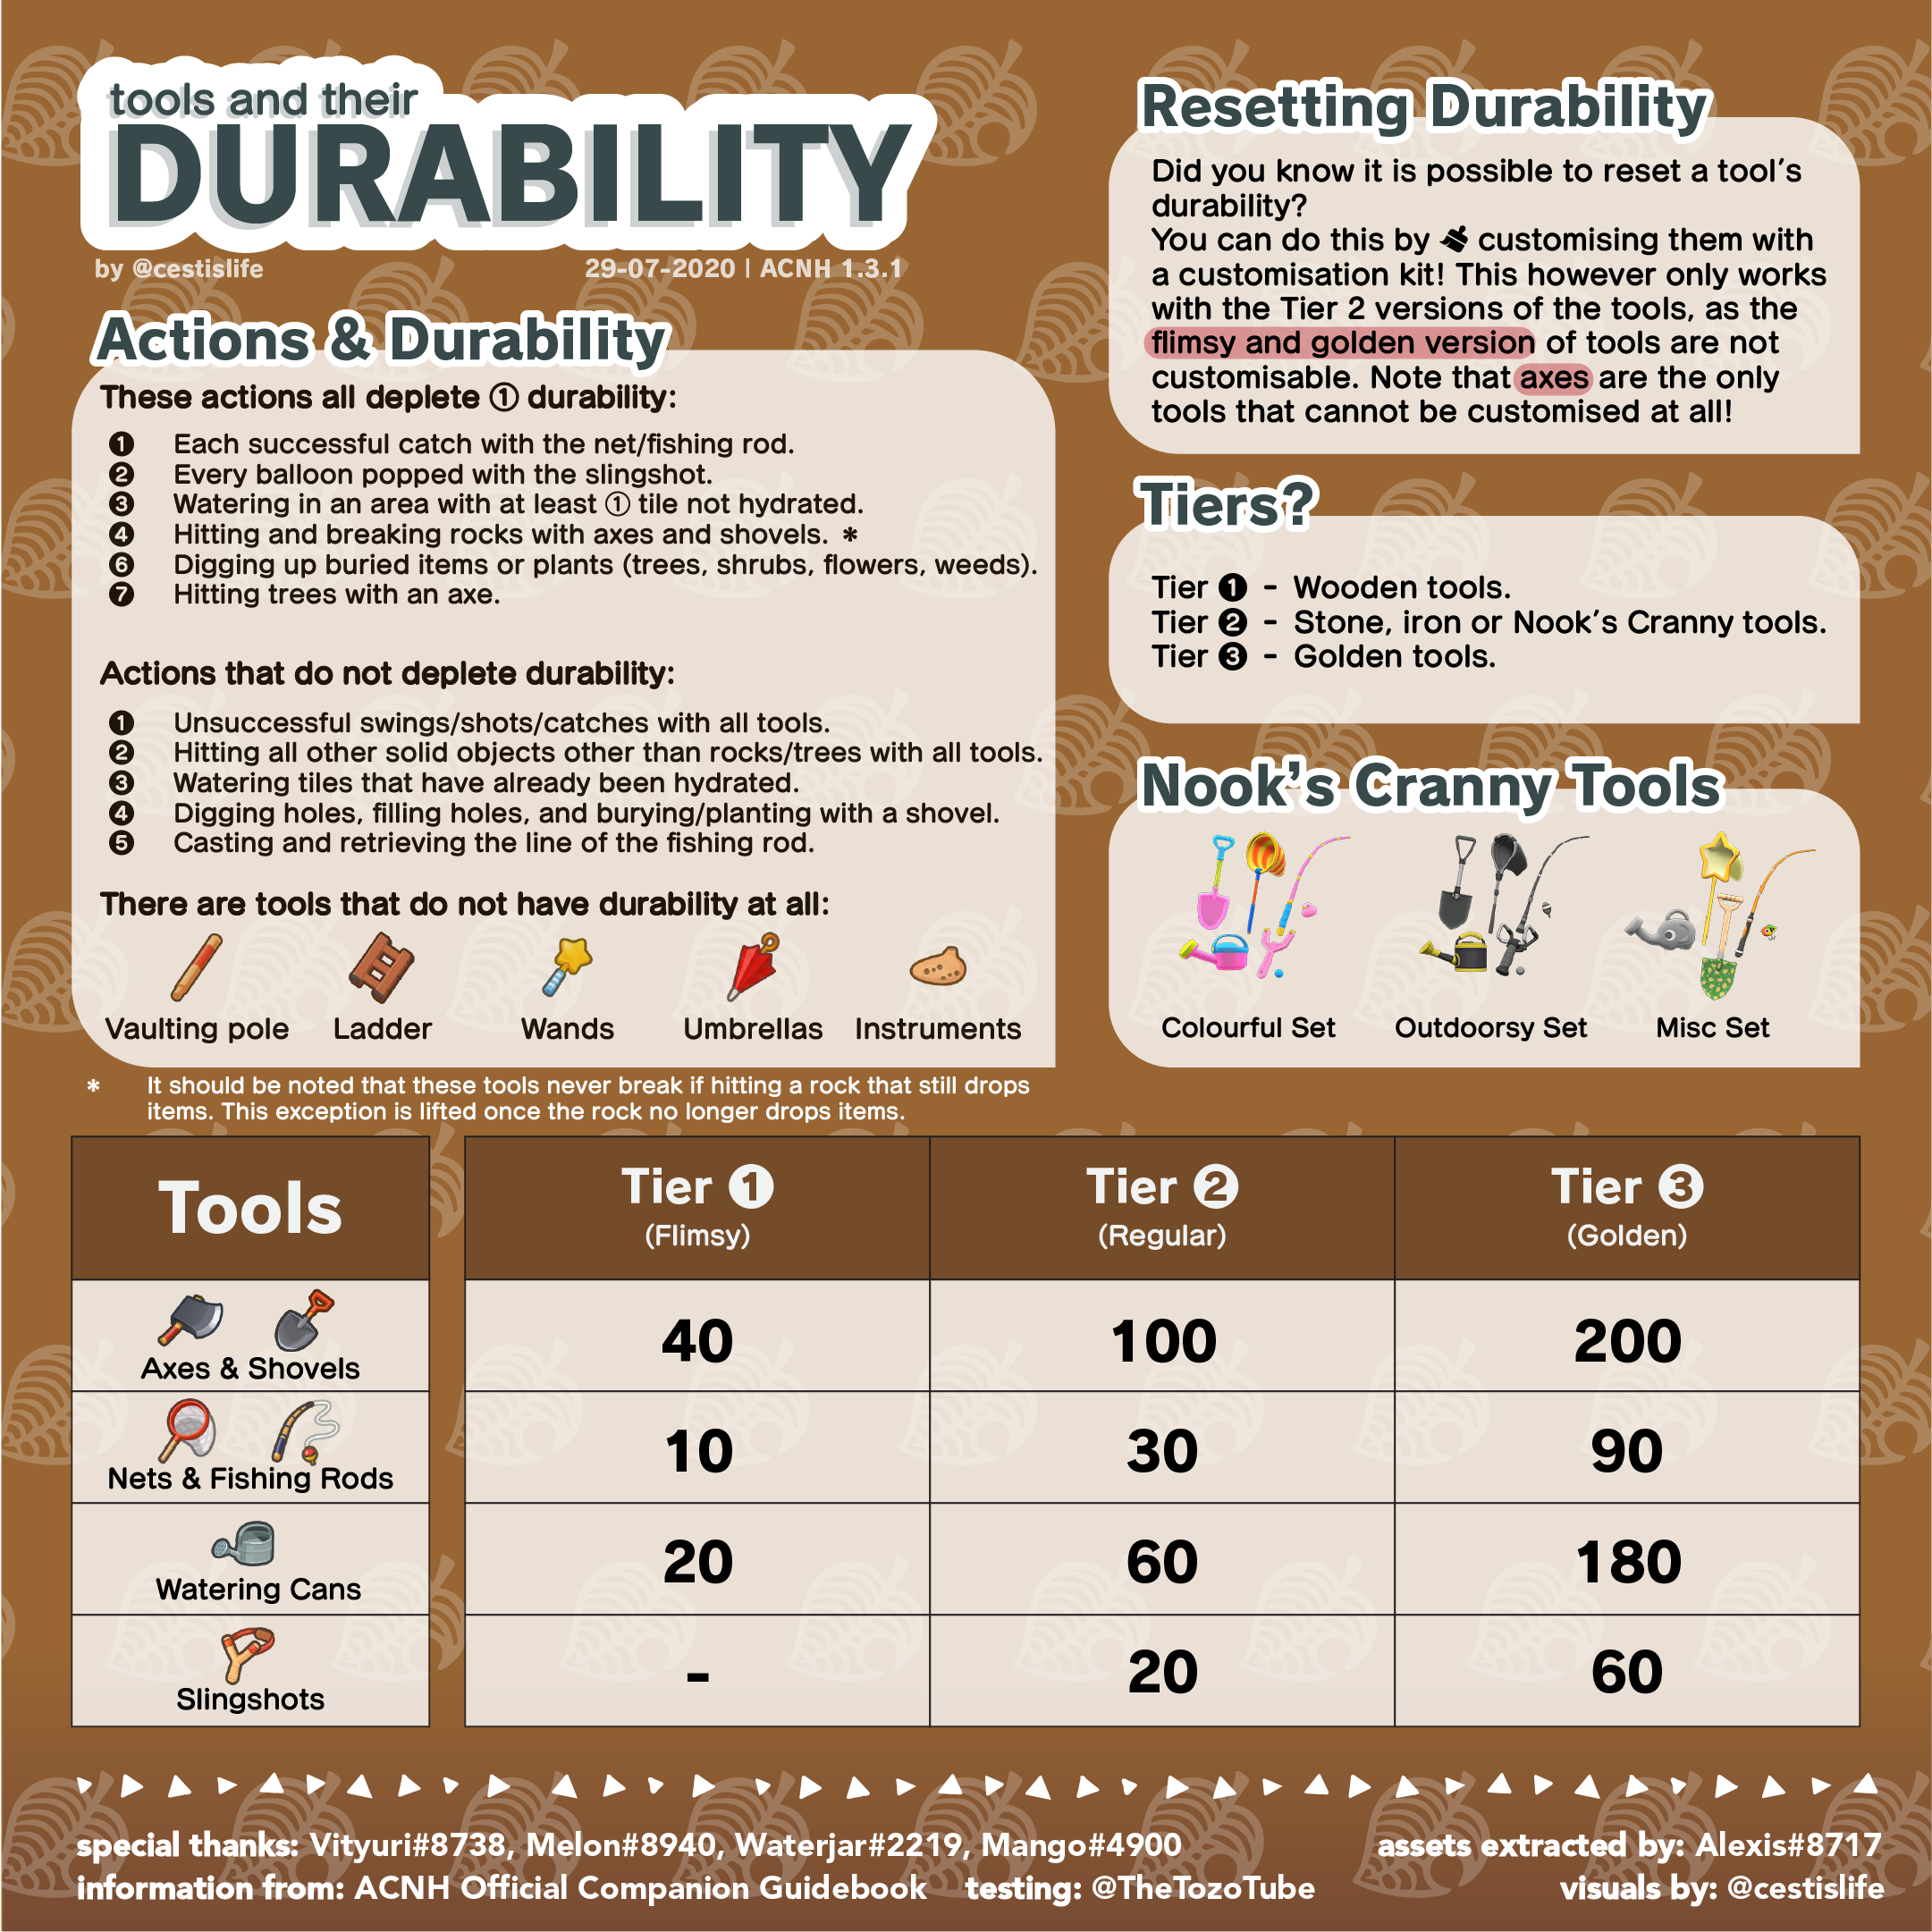 tools and their
DURABILITY
by @cestislife
29-07-2020 | ACNH 1.3.1
Actions & Durability
These actions all deplete ① durability:
❶ Each successful catch with the net/fishing rod.
❷ Every balloon popped with the slingshot.
❸ Watering in an area with at least ① tile not hydrated.
❹ Hitting and breaking rocks with axes and shovels. *
❻ Digging up buried items or plants (trees, shrubs, flowers, weeds).
❼ Hitting trees with an axe.
Actions that do not deplete durability:
❶ Unsuccessful swings/shots/catches with all tools.
❷ Hitting all other solid objects other than rocks/trees with all tools.
❸ Watering tiles that have already been hydrated.
❹ Digging holes, filling holes, and burying/planting with a shovel.
❺ Casting and retrieving the line of the fishing rod.
There are tools that do not have durability at all:
Vaulting pole Ladder Wands Umbrellas Instruments
* It should be noted that these tools never break if hitting a rock that still drops
items. This exception is lifted once the rock no longer drops items.
Resetting Durability
Did you know it is possible to reset a tool's
durability?
You can do this by customising them with
a customisation kit! This however only works
with the Tier 2 versions of the tools, as the
flimsy and golden version of tools are not
customisable. Note that axes are the only
tools that cannot be customised at all!
Tiers?
Tier ❶ - Wooden tools.
Tier ❷ - Stone, iron or Nook's Cranny tools.
Tier ❸ - Golden tools.
Nook's Cranny Tools
Colourful Set Outdoorsy Set Misc Set
Tools Tier ❶ Tier ❷ Tier ❸
(Flimsy) (Regular) (Golden)
Axes & Shovels 40 100 200
Nets & Fishing Rods 10 30 90
Watering Cans 20 60 180
Slingshots - 20 60
special thanks: Vityuri#8738, Melon#8940, Waterjar#2219, Mango#4900
assets extracted by: Alexis#8717
information from: ACNH Official Companion Guidebook testing: @TheTozoTube
visuals by: @cestislife